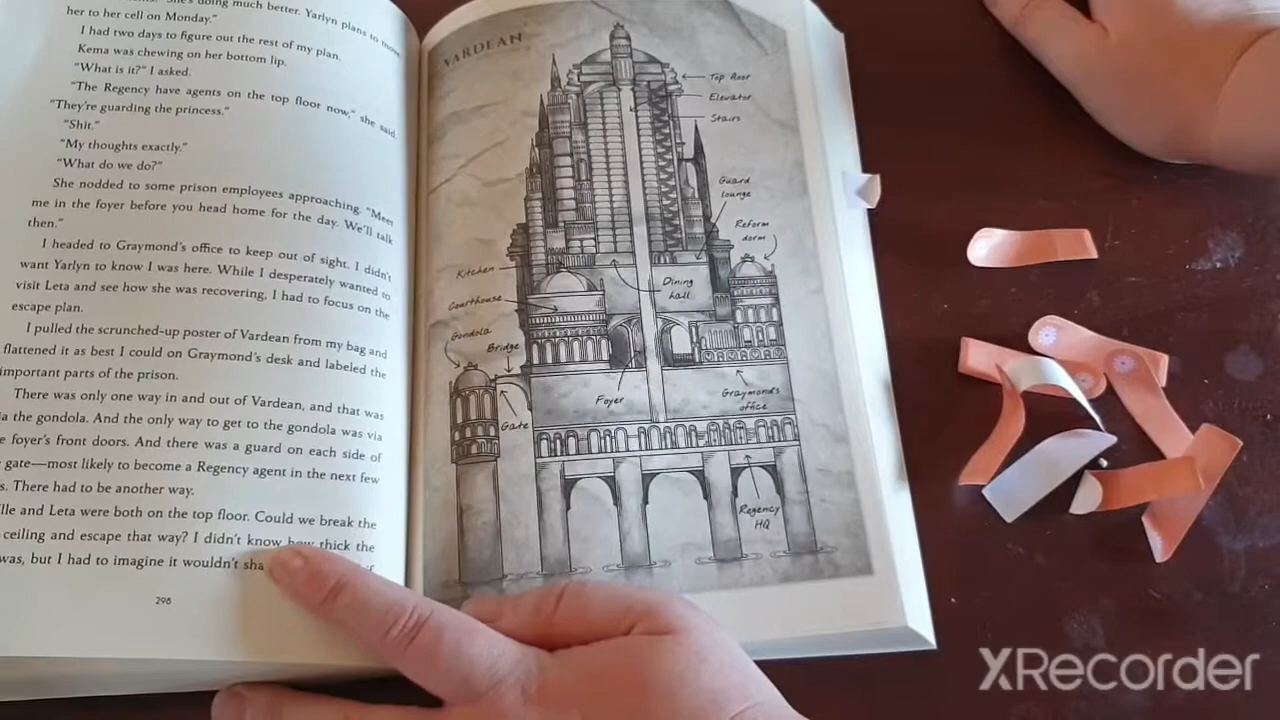 doing much better. Yarlyn plans to move
her to her cell on Monday."
I had two days to figure out the rest of my plan.
Kema was chewing on her bottom lip.
"What is it?" I asked.
"The Regency have agents on the top floor now," she said.
"They're guarding the princess."
"Shit."
"My thoughts exactly."
"What do we do?"
She nodded to some prison employees approaching. "Meet
me in the foyer before you head home for the day. We'll talk
then."
I headed to Graymond's office to keep out of sight. I didn't
want Yarlyn to know I was here. While I desperately wanted to
visit Leta and see how she was recovering, I had to focus on the
escape plan.
I pulled the scrunched-up poster of Vardean from my bag and
flattened it as best I could on Graymond's desk and labeled the
important parts of the prison.
There was only one way in and out of Vardean, and that was
via the gondola. And the only way to get to the gondola was via
foyer's front doors. And there was a guard on each side of
gate—most likely to become a Regency agent in the next few
There had to be another way.
and Leta were both on the top floor. Could we break the
ceiling and escape that way? I didn't know how thick the
was, but I had to imagine it wouldn't
298
VARDEAN
Top floor
Elevator
Stairs
Guard
lounge
Reform
dorm
Kitchen
Dining
hall
Courthouse
Gondola
Bridge
Foyer
Graymond's
office
Gate
Regency
HQ
XRecorder